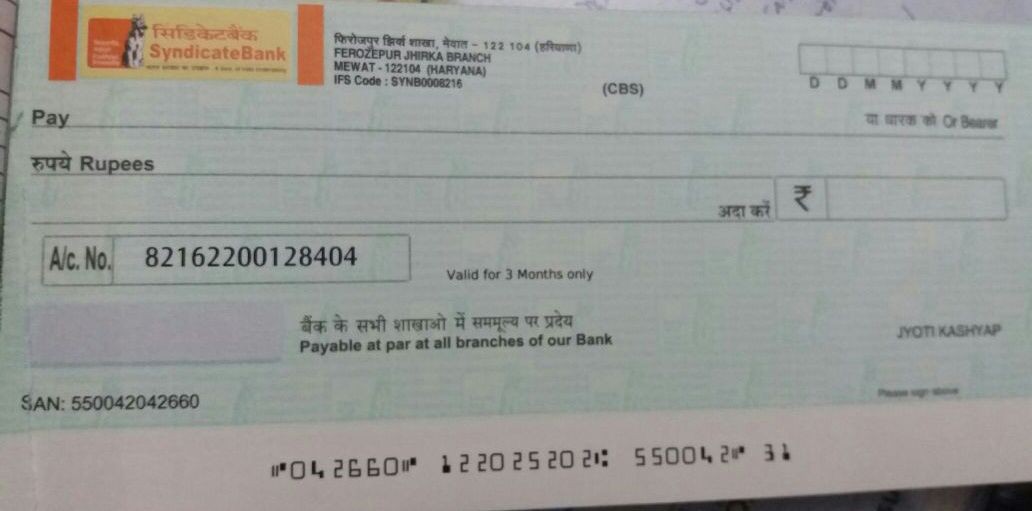 सिंडिकेटबैंक
SyndicateBank
फिरोजपुर झिर्का शाखा, मेवात - 122 104 (हरियाणा)
FEROZEPUR JHIRKA BRANCH
MEWAT - 122104 (HARYANA)
IFS Code : SYNB0008216
(CBS)
D D M M Y Y Y Y
Pay
या धारक को Or Bearer
रुपये Rupees
अदा करें ₹
A/c. No. 82162200128404
Valid for 3 Months only
बैंक के सभी शाखाओ में सममूल्य पर प्रदेय
Payable at par at all branches of our Bank
JYOTI KASHYAP
Please sign above
SAN: 550042042660
⑈042660⑈ 122025202⑆ 550042⑈ 31